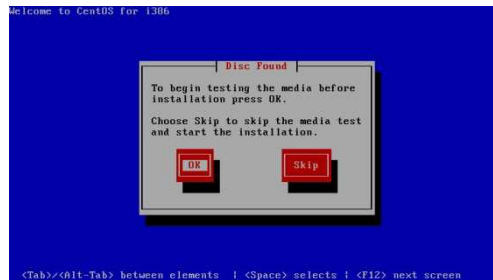 Welcome to CentOS for i386
Disc Found
To begin testing the media before
installation press OK.
Choose Skip to skip the media test
and start the installation.
OK Skip
<Tab>/<Alt-Tab> between elements | <Space> selects | <F12> next screen